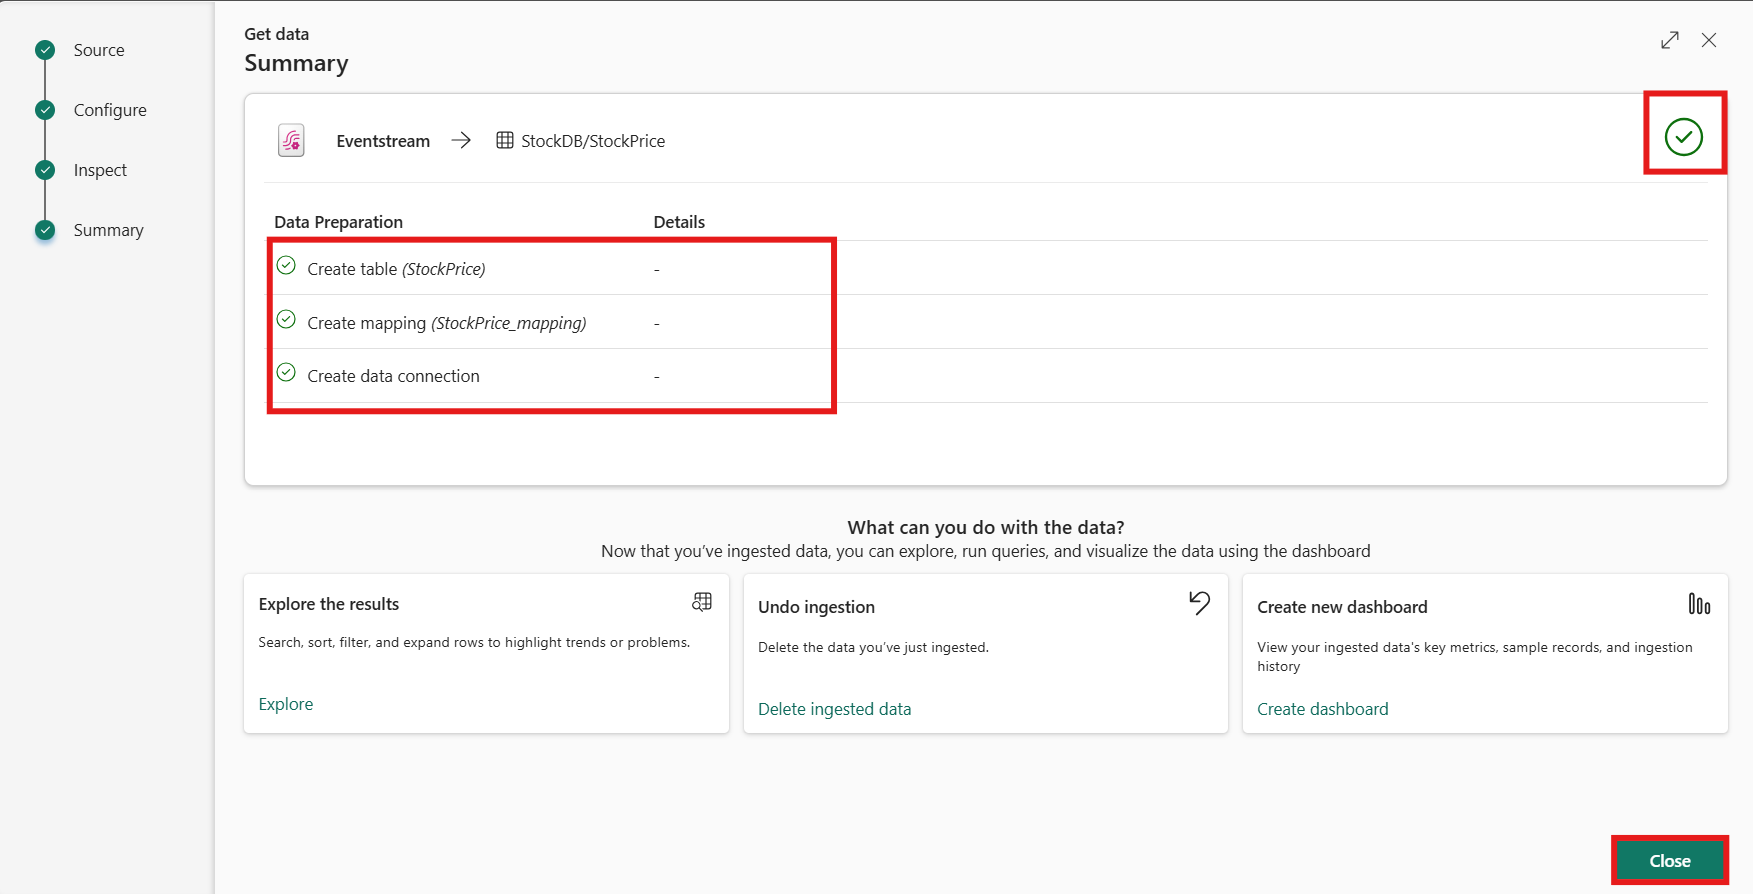 Source
Configure
Inspect
Summary
Get data
Summary
Eventstream → StockDB/StockPrice
Data Preparation Details
Create table (StockPrice) -
Create mapping (StockPrice_mapping) -
Create data connection -
What can you do with the data?
Now that you've ingested data, you can explore, run queries, and visualize the data using the dashboard
Explore the results
Search, sort, filter, and expand rows to highlight trends or problems.
Explore
Undo ingestion
Delete the data you've just ingested.
Delete ingested data
Create new dashboard
View your ingested data's key metrics, sample records, and ingestion
history
Create dashboard
Close